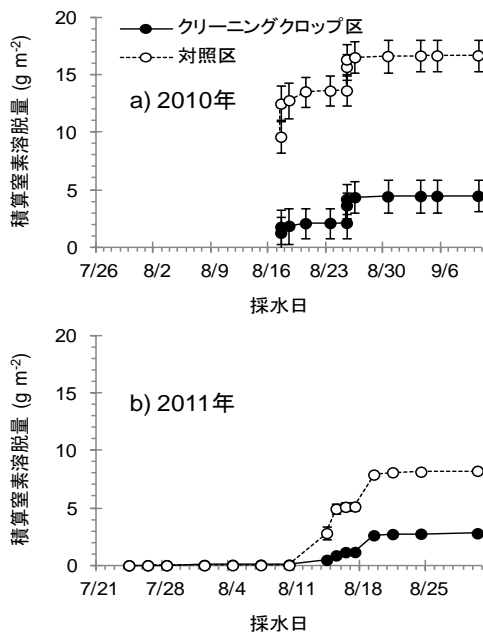 クリーニングクロップ区
対照区
a) 2010年
積算窒素溶脱量 (g m-2)
20
15
10
5
0
7/26 8/2 8/9 8/16 8/23 8/30 9/6
採水日
b) 2011年
積算窒素溶脱量 (g m-2)
20
15
10
5
0
7/21 7/28 8/4 8/11 8/18 8/25
採水日